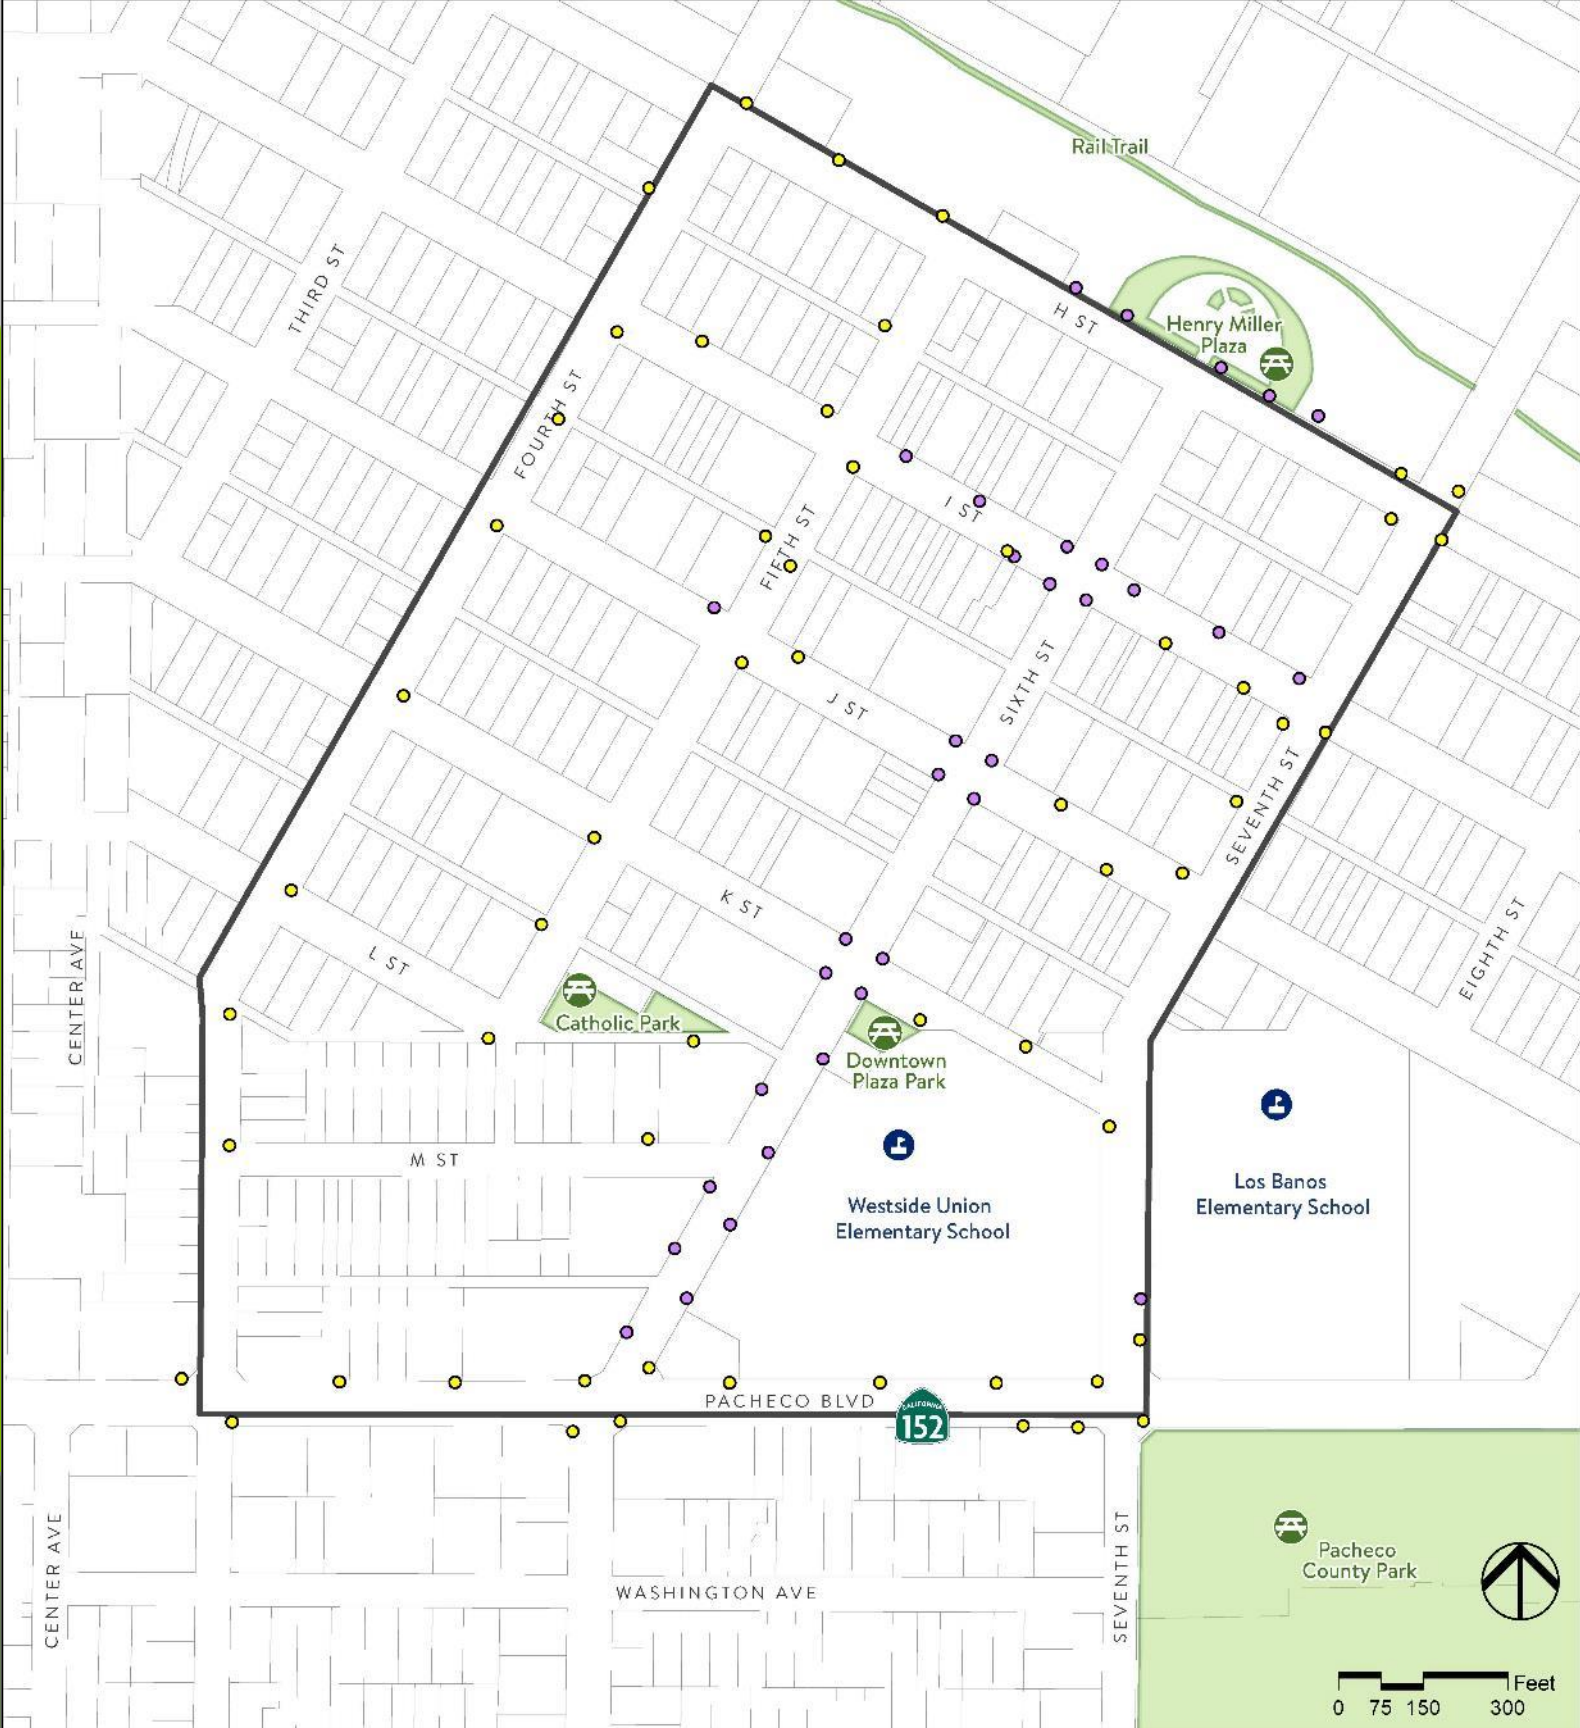 Rail Trail
THIRD ST
H ST
Henry Miller
Plaza
FOURTH ST
I ST
FIFTH ST
SIXTH ST
J ST
SEVENTH ST
K ST
EIGHTH ST
CENTER AVE
L ST
Catholic Park
Downtown
Plaza Park
M ST
Westside Union
Elementary School
Los Banos
Elementary School
PACHECO BLVD
CALIFORNIA
152
CENTER AVE
SEVENTH ST
WASHINGTON AVE
Pacheco
County Park
Feet
0 75 150 300